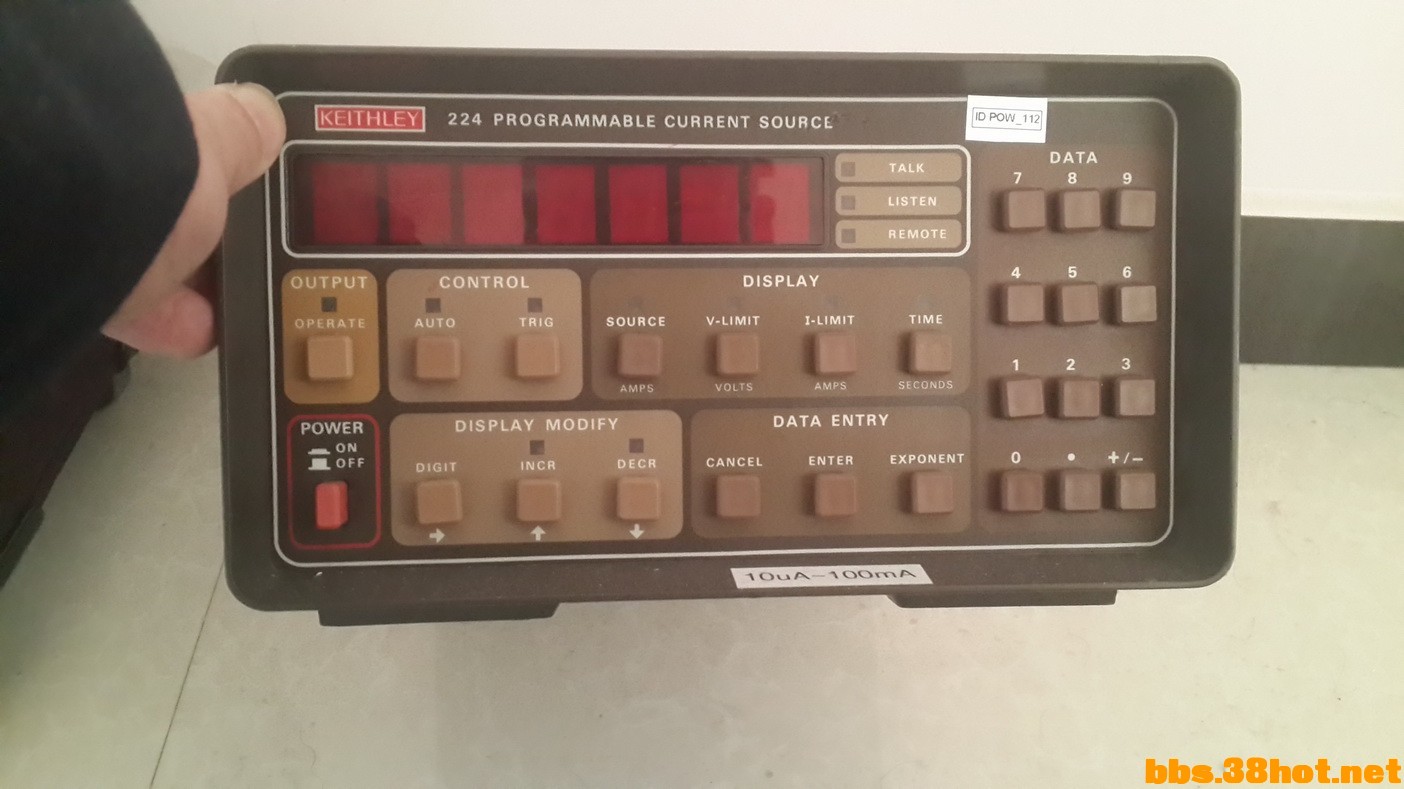 KEITHLEY 224 PROGRAMMABLE CURRENT SOURCE
ID POW_112
TALK
LISTEN
REMOTE
DATA
7 8 9
4 5 6
1 2 3
0 • +/−
OUTPUT
OPERATE
CONTROL
AUTO TRIG
DISPLAY
SOURCE V-LIMIT I-LIMIT TIME
AMPS VOLTS AMPS SECONDS
POWER
ON
OFF
DISPLAY MODIFY
DIGIT INCR DECR
→ ↑ ↓
DATA ENTRY
CANCEL ENTER EXPONENT
10uA-100mA
bbs.38hot.net